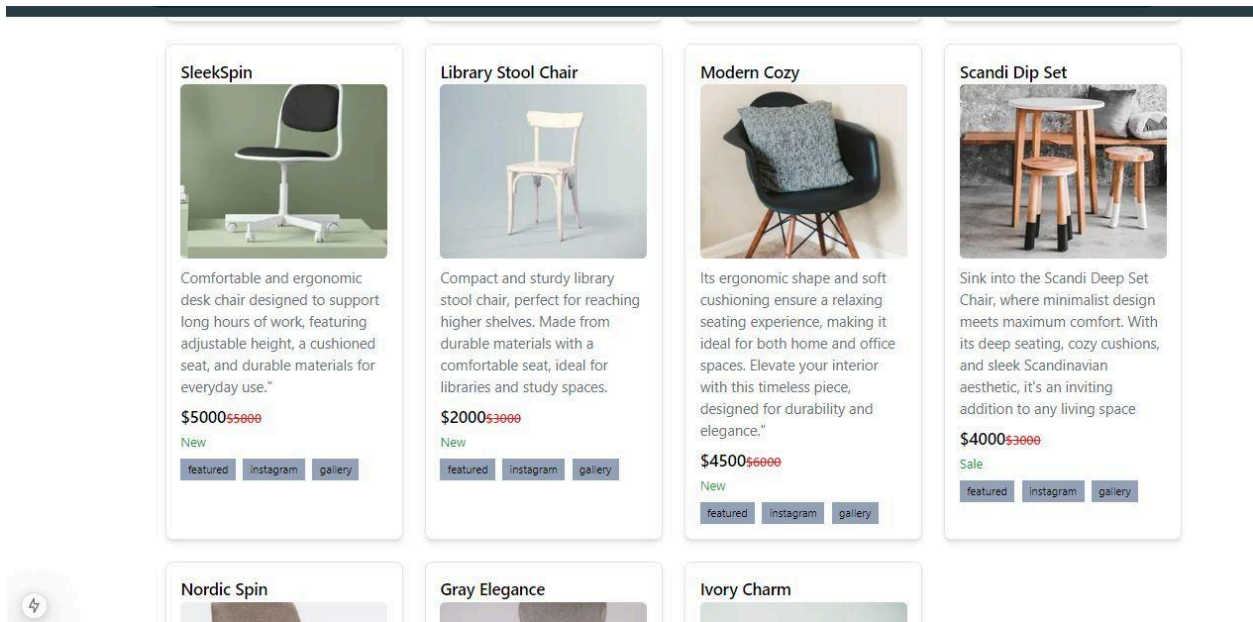 SleekSpin
Comfortable and ergonomic
desk chair designed to support
long hours of work, featuring
adjustable height, a cushioned
seat, and durable materials for
everyday use."
$5000$5800
New
featured instagram gallery
Library Stool Chair
Compact and sturdy library
stool chair, perfect for reaching
higher shelves. Made from
durable materials with a
comfortable seat, ideal for
libraries and study spaces.
$2000$3000
New
featured instagram gallery
Modern Cozy
Its ergonomic shape and soft
cushioning ensure a relaxing
seating experience, making it
ideal for both home and office
spaces. Elevate your interior
with this timeless piece,
designed for durability and
elegance."
$4500$6000
New
featured instagram gallery
Scandi Dip Set
Sink into the Scandi Deep Set
Chair, where minimalist design
meets maximum comfort. With
its deep seating, cozy cushions,
and sleek Scandinavian
aesthetic, it's an inviting
addition to any living space
$4000$3000
Sale
featured instagram gallery
Nordic Spin
Gray Elegance
Ivory Charm